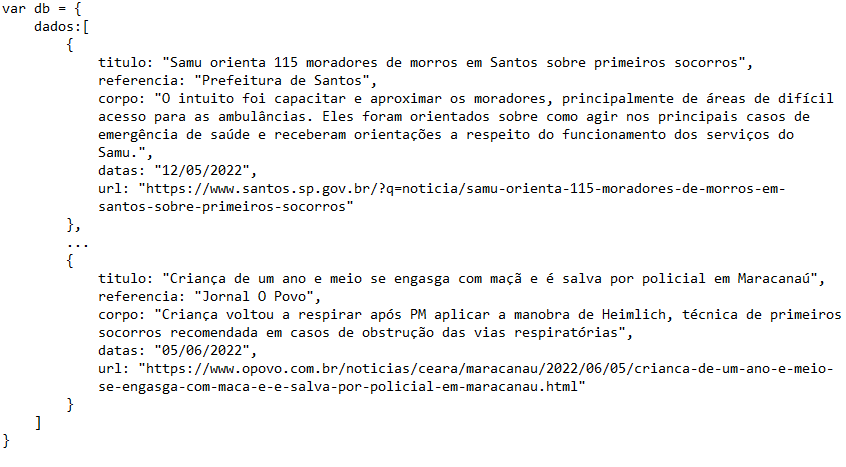 var db = {
    dados:[
        {
            titulo: "Samu orienta 115 moradores de morros em Santos sobre primeiros socorros",
            referencia: "Prefeitura de Santos",
            corpo: "O intuito foi capacitar e aproximar os moradores, principalmente de áreas de difícil
            acesso para as ambulâncias. Eles foram orientados sobre como agir nos principais casos de
            emergência de saúde e receberam orientações a respeito do funcionamento dos serviços do
            Samu.",
            datas: "12/05/2022",
            url: "https://www.santos.sp.gov.br/?q=noticia/samu-orienta-115-moradores-de-morros-em-
            santos-sobre-primeiros-socorros"
        },
        ...
        {
            titulo: "Criança de um ano e meio se engasga com maçã e é salva por policial em Maracanaú",
            referencia: "Jornal O Povo",
            corpo: "Criança voltou a respirar após PM aplicar a manobra de Heimlich, técnica de primeiros
            socorros recomendada em casos de obstrução das vias respiratórias",
            datas: "05/06/2022",
            url: "https://www.opovo.com.br/noticias/ceara/maracanau/2022/06/05/crianca-de-um-ano-e-meio-
            se-engasga-com-maca-e-e-salva-por-policial-em-maracanau.html"
        }
    ]
}